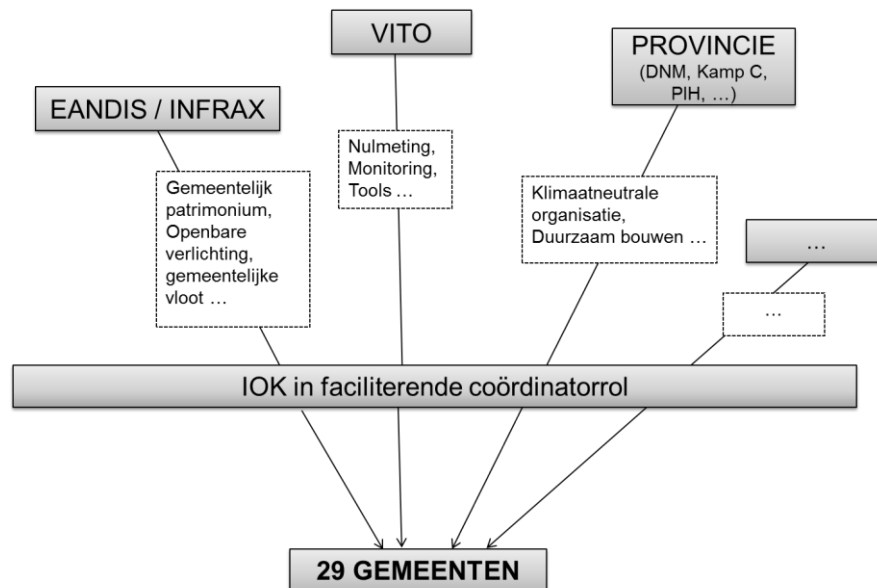 VITO
PROVINCIE
(DNM, Kamp C,
PIH, …)
EANDIS / INFRAX
Nulmeting,
Monitoring,
Tools …
Gemeentelijk
patrimonium,
Openbare
verlichting,
gemeentelijke
vloot …
Klimaatneutrale
organisatie,
Duurzaam bouwen …
…
…
IOK in faciliterende coördinatorrol
29 GEMEENTEN